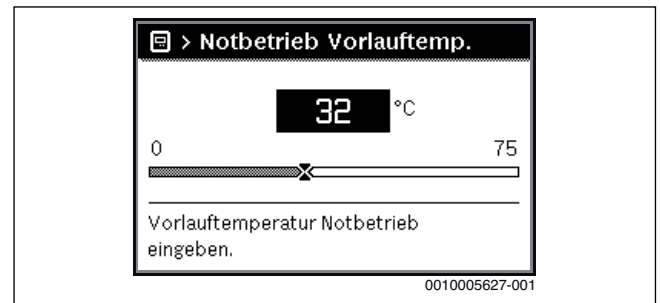 > Notbetrieb Vorlauftemp.
32 °C
0 75
Vorlauftemperatur Notbetrieb
eingeben.
0010005627-001